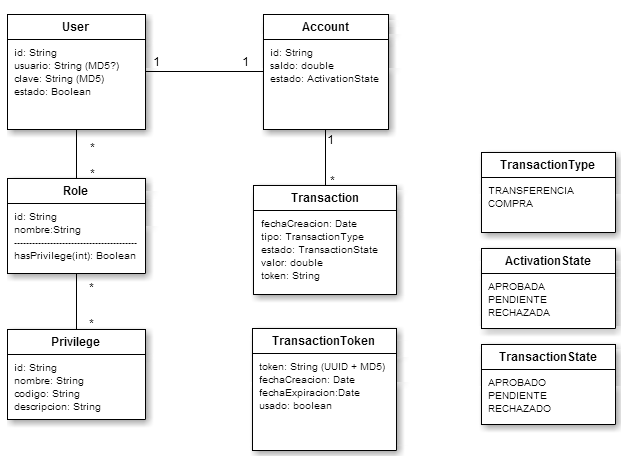 User
id: String
usuario: String (MD5?)
clave: String (MD5)
estado: Boolean
1
1
Account
id: String
saldo: double
estado: ActivationState
*
*
1
*
Role
id: String
nombre:String
hasPrivilege(int): Boolean
*
*
Privilege
id: String
nombre: String
codigo: String
descripcion: String
Transaction
fechaCreacion: Date
tipo: TransactionType
estado: TransactionState
valor: double
token: String
TransactionToken
token: String (UUID + MD5)
fechaCreacion: Date
fechaExpiracion:Date
usado: boolean
TransactionType
TRANSFERENCIA
COMPRA
ActivationState
APROBADA
PENDIENTE
RECHAZADA
TransactionState
APROBADO
PENDIENTE
RECHAZADO